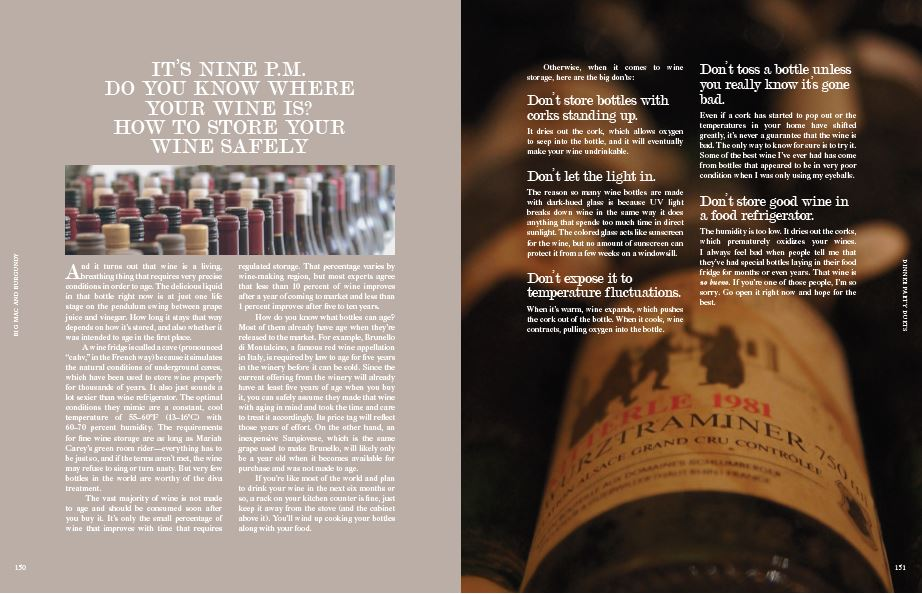 IT'S NINE P.M.
DO YOU KNOW WHERE
YOUR WINE IS?
HOW TO STORE YOUR
WINE SAFELY
And it turns out that wine is a living,
breathing thing that requires very precise
conditions in order to age. The delicious liquid
in that bottle right now is at just one life
stage on the pendulum swing between grape
juice and vinegar. How long it stays that way
depends on how it's stored, and also whether it
was intended to age in the first place.
A wine fridge is called a cave (pronounced
"cahv," in the French way) because it simulates
the natural conditions of underground caves,
which have been used to store wine properly
for thousands of years. It also just sounds a
lot sexier than wine refrigerator. The optimal
conditions they mimic are a constant, cool
temperature of 55–60°F (13–16°C) with
60–70 percent humidity. The requirements
for fine wine storage are as long as Mariah
Carey's green room rider—everything has to
be just so, and if the terms aren't met, the wine
may refuse to sing or turn nasty. But very few
bottles in the world are worthy of the diva
treatment.
The vast majority of wine is not made
to age and should be consumed soon after
you buy it. It's only the small percentage of
wine that improves with time that requires
regulated storage. That percentage varies by
wine-making region, but most experts agree
that less than 10 percent of wine improves
after a year of coming to market and less than
1 percent improves after five to ten years.
How do you know what bottles can age?
Most of them already have age when they're
released to the market. For example, Brunello
di Montalcino, a famous red wine appellation
in Italy, is required by law to age for five years
in the winery before it can be sold. Since the
current offering from the winery will already
have at least five years of age when you buy
it, you can safely assume they made that wine
with aging in mind and took the time and care
to treat it accordingly. Its price tag will reflect
those years of effort. On the other hand, an
inexpensive Sangiovese, which is the same
grape used to make Brunello, will likely only
be a year old when it becomes available for
purchase and was not made to age.
If you're like most of the world and plan
to drink your wine in the next six months or
so, a rack on your kitchen counter is fine, just
keep it away from the stove (and the cabinet
above it). You'll wind up cooking your bottles
along with your food.
BIG MAC AND BURGUNDY
150
Otherwise, when it comes to wine
storage, here are the big don'ts:
Don't store bottles with
corks standing up.
It dries out the cork, which allows oxygen
to seep into the bottle, and it will eventually
make your wine undrinkable.
Don't let the light in.
The reason so many wine bottles are made
with dark-hued glass is because UV light
breaks down wine in the same way it does
anything that spends too much time in direct
sunlight. The colored glass acts like sunscreen
for the wine, but no amount of sunscreen can
protect it from a few weeks on a windowsill.
Don't expose it to
temperature fluctuations.
When it's warm, wine expands, which pushes
the cork out of the bottle. When it cools, wine
contracts, pulling oxygen into the bottle.
Don't toss a bottle unless
you really know it's gone
bad.
Even if a cork has started to pop out or the
temperatures in your home have shifted
greatly, it's never a guarantee that the wine is
bad. The only way to know for sure is to try it.
Some of the best wine I've ever had has come
from bottles that appeared to be in very poor
condition when I was only using my eyeballs.
Don't store good wine in
a food refrigerator.
The humidity is too low. It dries out the corks,
which prematurely oxidizes your wines.
I always feel bad when people tell me that
they've had special bottles laying in their food
fridge for months or even years. That wine is
no bueno. If you're one of those people, I'm so
sorry. Go open it right now and hope for the
best.
DINNER PARTY DUKES
151
1981
RZTRAMINER
ALSACE GRAND CRU CONTRÔLÉE
750
DOMAINES SCHLUMBERGER